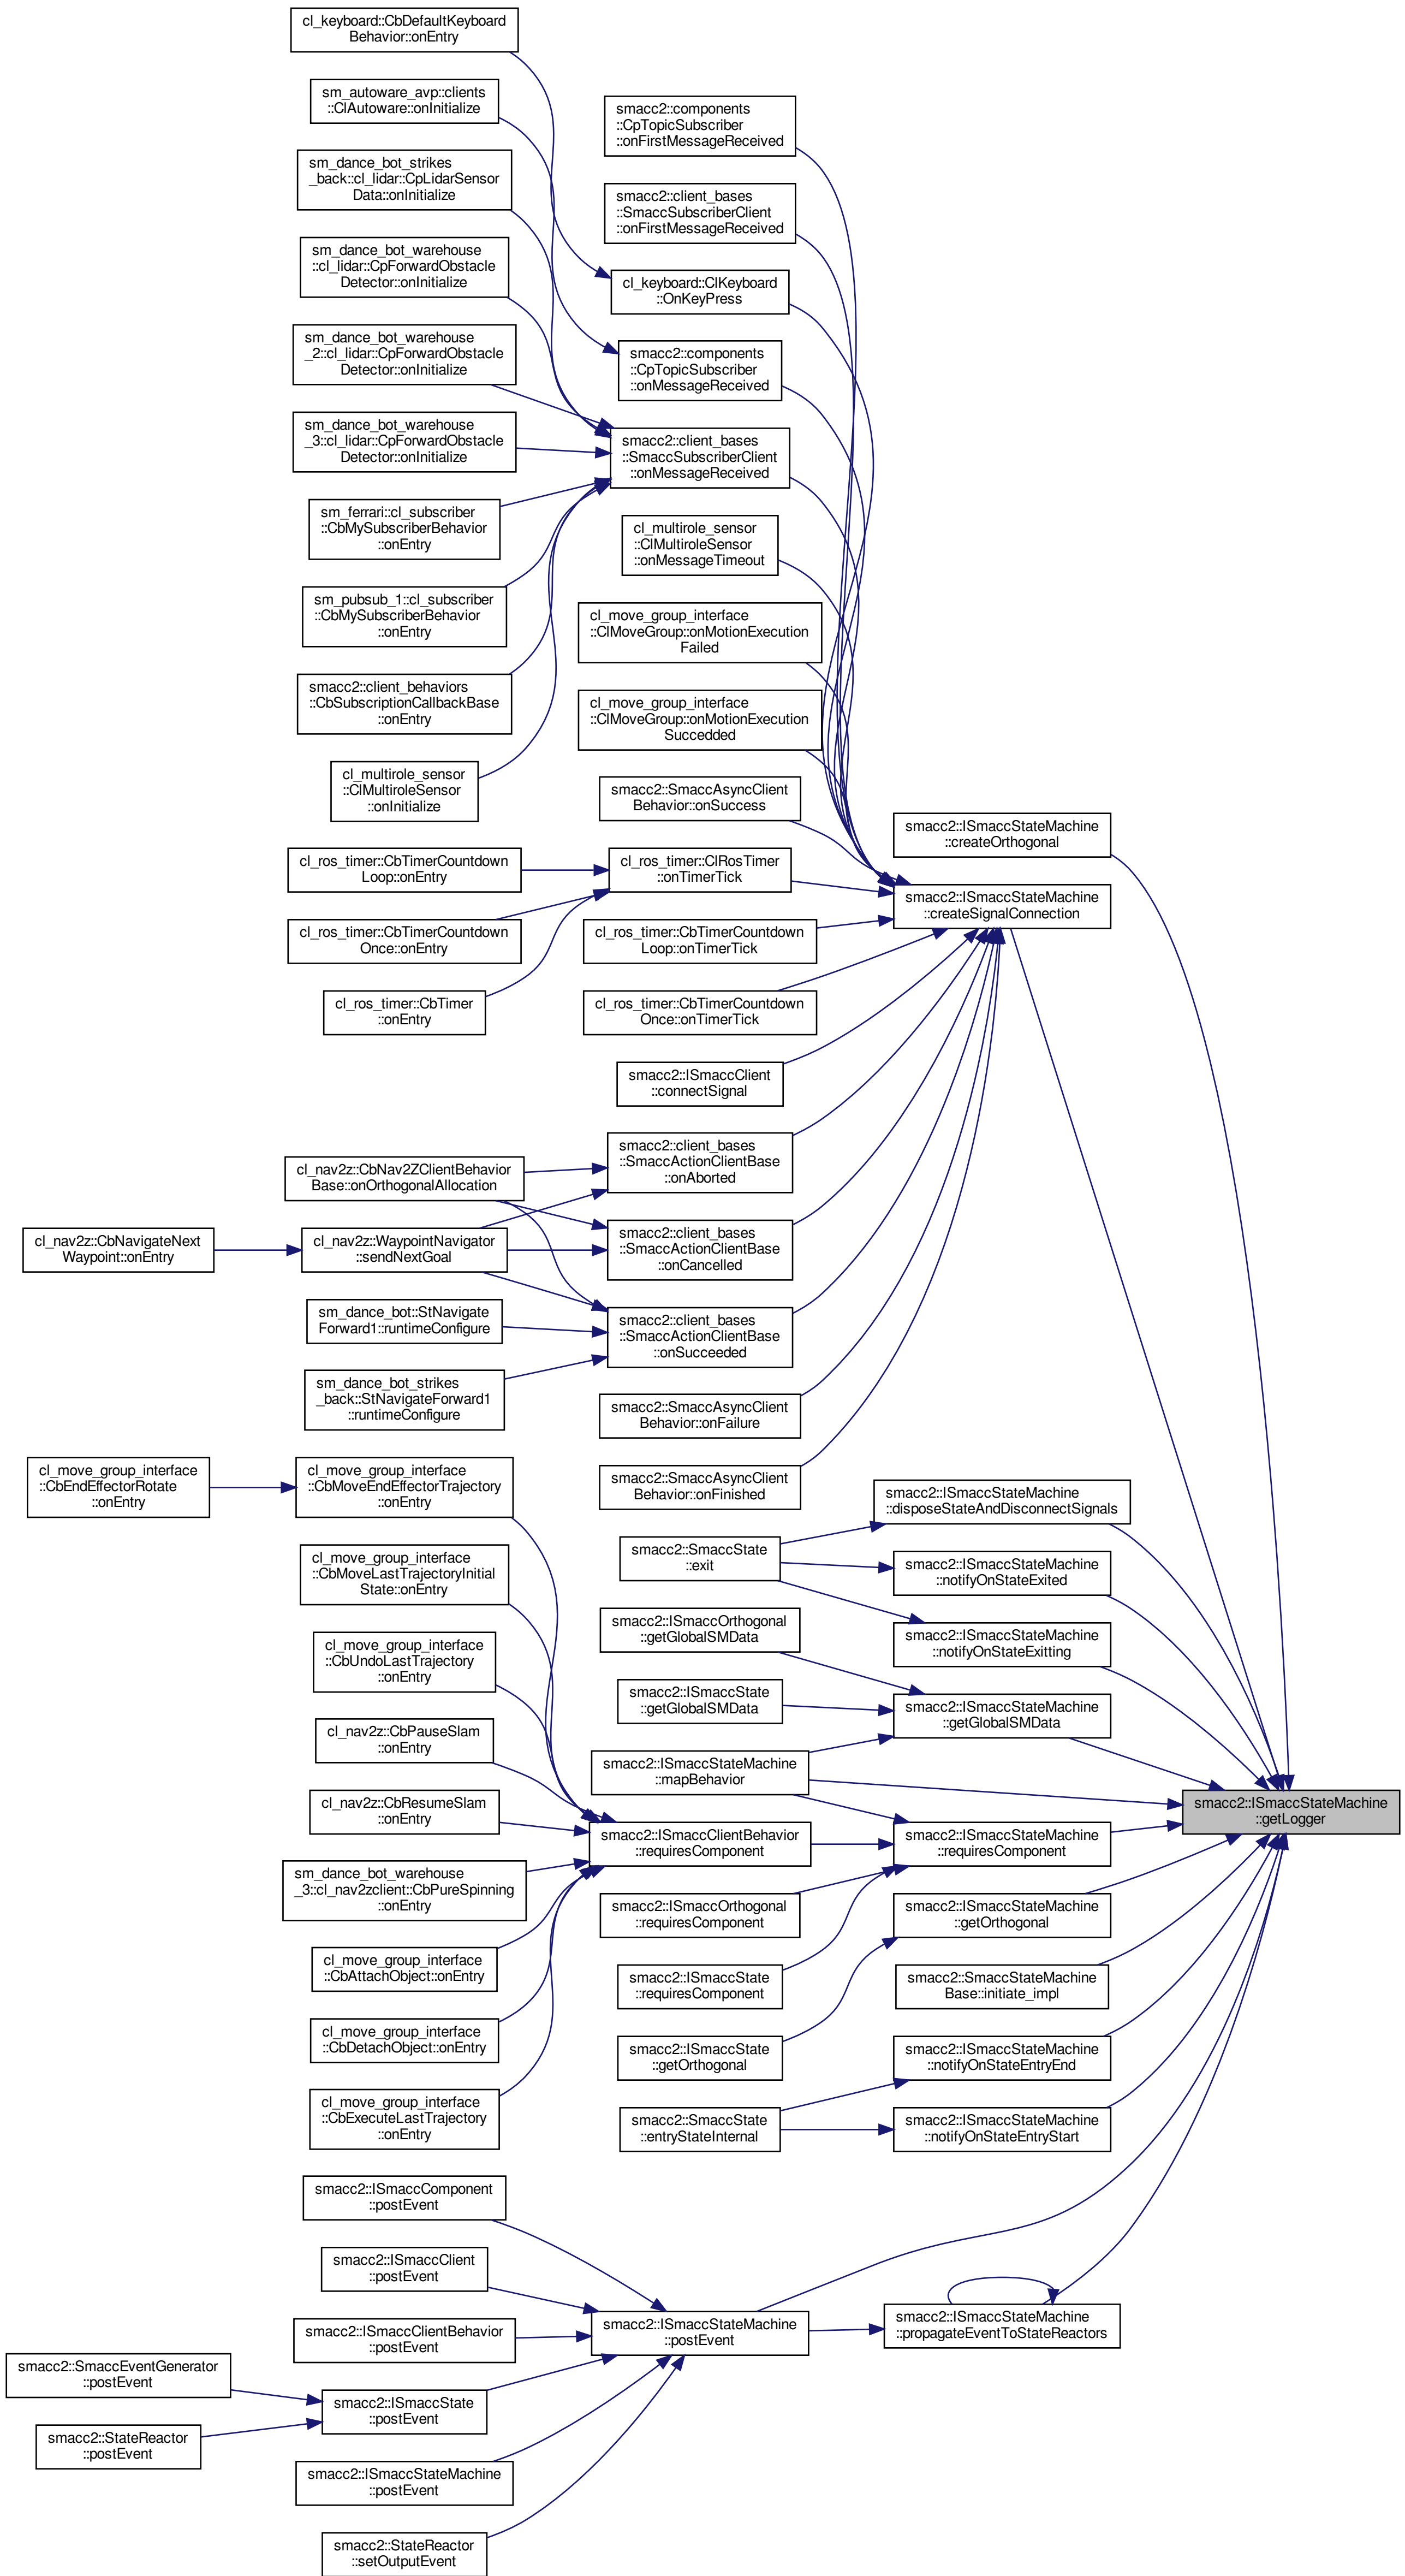 cl_keyboard::CbDefaultKeyboard
Behavior::onEntry
sm_autoware_avp::clients
::ClAutoware::onInitialize
sm_dance_bot_strikes
_back::cl_lidar::CpLidarSensor
Data::onInitialize
sm_dance_bot_warehouse
::cl_lidar::CpForwardObstacle
Detector::onInitialize
sm_dance_bot_warehouse
_2::cl_lidar::CpForwardObstacle
Detector::onInitialize
sm_dance_bot_warehouse
_3::cl_lidar::CpForwardObstacle
Detector::onInitialize
sm_ferrari::cl_subscriber
::CbMySubscriberBehavior
::onEntry
sm_pubsub_1::cl_subscriber
::CbMySubscriberBehavior
::onEntry
smacc2::client_behaviors
::CbSubscriptionCallbackBase
::onEntry
cl_multirole_sensor
::ClMultiroleSensor
::onInitialize
cl_ros_timer::CbTimerCountdown
Loop::onEntry
cl_ros_timer::CbTimerCountdown
Once::onEntry
cl_ros_timer::CbTimer
::onEntry
cl_nav2z::CbNav2ZClientBehavior
Base::onOrthogonalAllocation
cl_nav2z::CbNavigateNext
Waypoint::onEntry
cl_nav2z::WaypointNavigator
::sendNextGoal
sm_dance_bot::StNavigate
Forward1::runtimeConfigure
sm_dance_bot_strikes
_back::StNavigateForward1
::runtimeConfigure
cl_move_group_interface
::CbEndEffectorRotate
::onEntry
cl_move_group_interface
::CbMoveEndEffectorTrajectory
::onEntry
cl_move_group_interface
::CbMoveLastTrajectoryInitial
State::onEntry
cl_move_group_interface
::CbUndoLastTrajectory
::onEntry
cl_nav2z::CbPauseSlam
::onEntry
cl_nav2z::CbResumeSlam
::onEntry
sm_dance_bot_warehouse
_3::cl_nav2zclient::CbPureSpinning
::onEntry
cl_move_group_interface
::CbAttachObject::onEntry
cl_move_group_interface
::CbDetachObject::onEntry
cl_move_group_interface
::CbExecuteLastTrajectory
::onEntry
smacc2::ISmaccComponent
::postEvent
smacc2::ISmaccClient
::postEvent
smacc2::ISmaccClientBehavior
::postEvent
smacc2::SmaccEventGenerator
::postEvent
smacc2::StateReactor
::postEvent
smacc2::ISmaccState
::postEvent
smacc2::ISmaccStateMachine
::postEvent
smacc2::StateReactor
::setOutputEvent
smacc2::components
::CpTopicSubscriber
::onFirstMessageReceived
smacc2::client_bases
::SmaccSubscriberClient
::onFirstMessageReceived
cl_keyboard::ClKeyboard
::OnKeyPress
smacc2::components
::CpTopicSubscriber
::onMessageReceived
smacc2::client_bases
::SmaccSubscriberClient
::onMessageReceived
cl_multirole_sensor
::ClMultiroleSensor
::onMessageTimeout
cl_move_group_interface
::ClMoveGroup::onMotionExecution
Failed
cl_move_group_interface
::ClMoveGroup::onMotionExecution
Succedded
smacc2::SmaccAsyncClient
Behavior::onSuccess
cl_ros_timer::ClRosTimer
::onTimerTick
cl_ros_timer::CbTimerCountdown
Loop::onTimerTick
cl_ros_timer::CbTimerCountdown
Once::onTimerTick
smacc2::ISmaccClient
::connectSignal
smacc2::client_bases
::SmaccActionClientBase
::onAborted
smacc2::client_bases
::SmaccActionClientBase
::onCancelled
smacc2::client_bases
::SmaccActionClientBase
::onSucceeded
smacc2::SmaccAsyncClient
Behavior::onFailure
smacc2::SmaccAsyncClient
Behavior::onFinished
smacc2::SmaccState
::exit
smacc2::ISmaccOrthogonal
::getGlobalSMData
smacc2::ISmaccState
::getGlobalSMData
smacc2::ISmaccStateMachine
::mapBehavior
smacc2::ISmaccClientBehavior
::requiresComponent
smacc2::ISmaccOrthogonal
::requiresComponent
smacc2::ISmaccState
::requiresComponent
smacc2::ISmaccState
::getOrthogonal
smacc2::SmaccState
::entryStateInternal
smacc2::ISmaccStateMachine
::postEvent
smacc2::ISmaccStateMachine
::createOrthogonal
smacc2::ISmaccStateMachine
::createSignalConnection
smacc2::ISmaccStateMachine
::disposeStateAndDisconnectSignals
smacc2::ISmaccStateMachine
::notifyOnStateExited
smacc2::ISmaccStateMachine
::notifyOnStateExitting
smacc2::ISmaccStateMachine
::getGlobalSMData
smacc2::ISmaccStateMachine
::requiresComponent
smacc2::ISmaccStateMachine
::getOrthogonal
smacc2::SmaccStateMachine
Base::initiate_impl
smacc2::ISmaccStateMachine
::notifyOnStateEntryEnd
smacc2::ISmaccStateMachine
::notifyOnStateEntryStart
smacc2::ISmaccStateMachine
::propagateEventToStateReactors
smacc2::ISmaccStateMachine
::getLogger